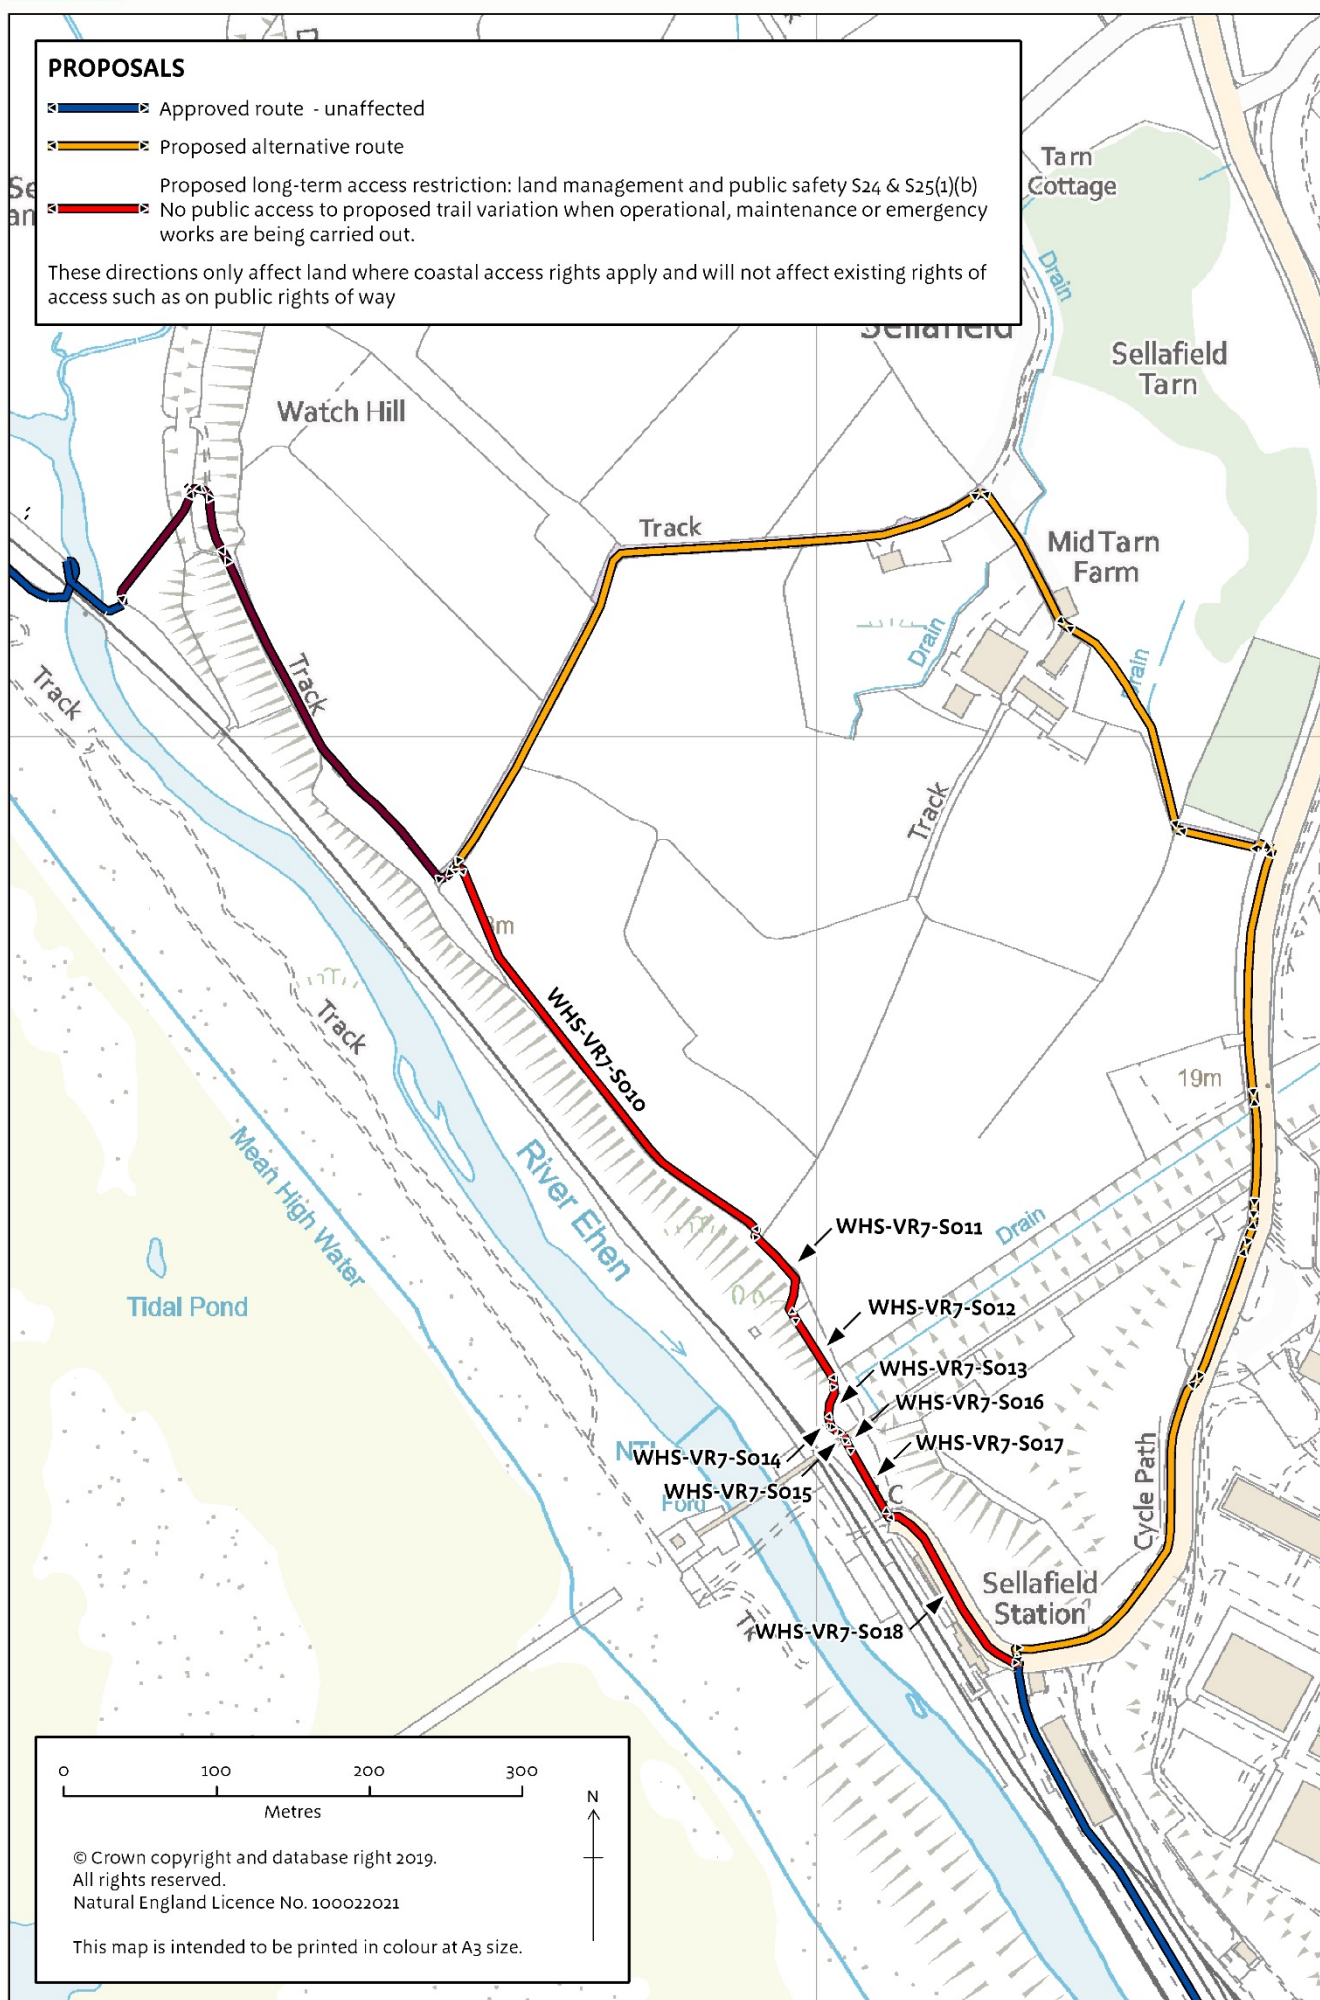 PROPOSALS
Approved route - unaffected
Proposed alternative route
Proposed long-term access restriction: land management and public safety S24 & S25(1)(b)
No public access to proposed trail variation when operational, maintenance or emergency
works are being carried out.
These directions only affect land where coastal access rights apply and will not affect existing rights of
access such as on public rights of way
Tarn
Cottage
Drain
Sellafield
Sellafield
Tarn
Watch Hill
Track
Mid Tarn
Farm
Drain
Drain
Track
Track
Track
Track
WHS-VR7-S010
19m
River Ehen
Mean High Water
Drain
WHS-VR7-S011
Tidal Pond
WHS-VR7-S012
WHS-VR7-S013
WHS-VR7-S016
WHS-VR7-S017
WHS-VR7-S014
WHS-VR7-S015
Ford
Cycle Path
Sellafield
Station
WHS-VR7-S018
0 100 200 300
Metres
N
© Crown copyright and database right 2019.
All rights reserved.
Natural England Licence No. 100022021
This map is intended to be printed in colour at A3 size.